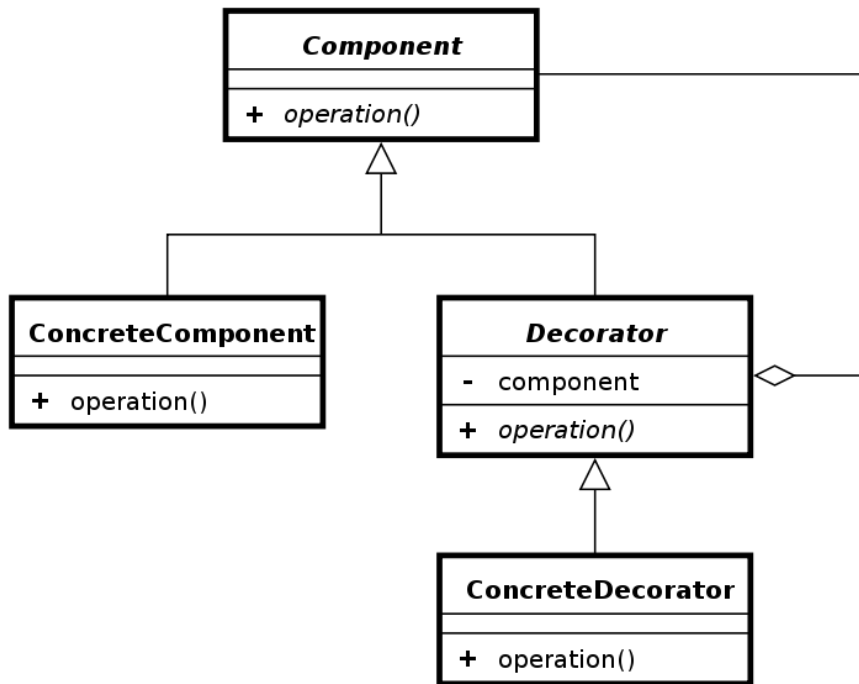 Component
+ operation()
ConcreteComponent
+ operation()
Decorator
- component
+ operation()
ConcreteDecorator
+ operation()